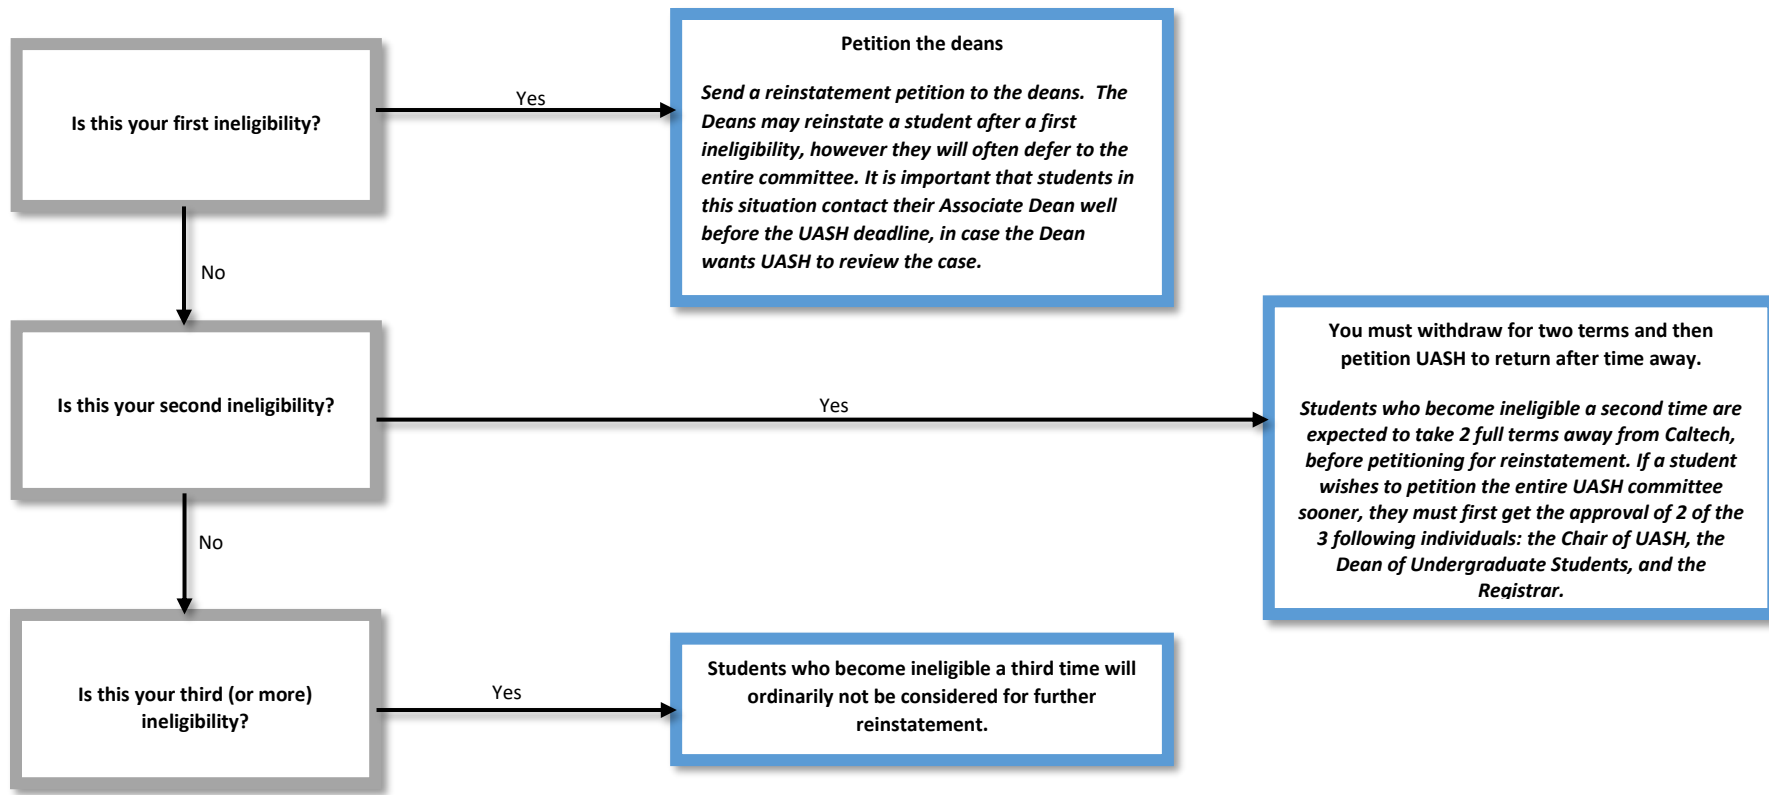 Is this your first ineligibility?
Yes
Petition the deans
Send a reinstatement petition to the deans.  The
Deans may reinstate a student after a first
ineligibility, however they will often defer to the
entire committee. It is important that students in
this situation contact their Associate Dean well
before the UASH deadline, in case the Dean
wants UASH to review the case.
No
Is this your second ineligibility?
Yes
You must withdraw for two terms and then
petition UASH to return after time away.
Students who become ineligible a second time are
expected to take 2 full terms away from Caltech,
before petitioning for reinstatement. If a student
wishes to petition the entire UASH committee
sooner, they must first get the approval of 2 of the
3 following individuals: the Chair of UASH, the
Dean of Undergraduate Students, and the
Registrar.
No
Is this your third (or more)
ineligibility?
Yes
Students who become ineligible a third time will
ordinarily not be considered for further
reinstatement.